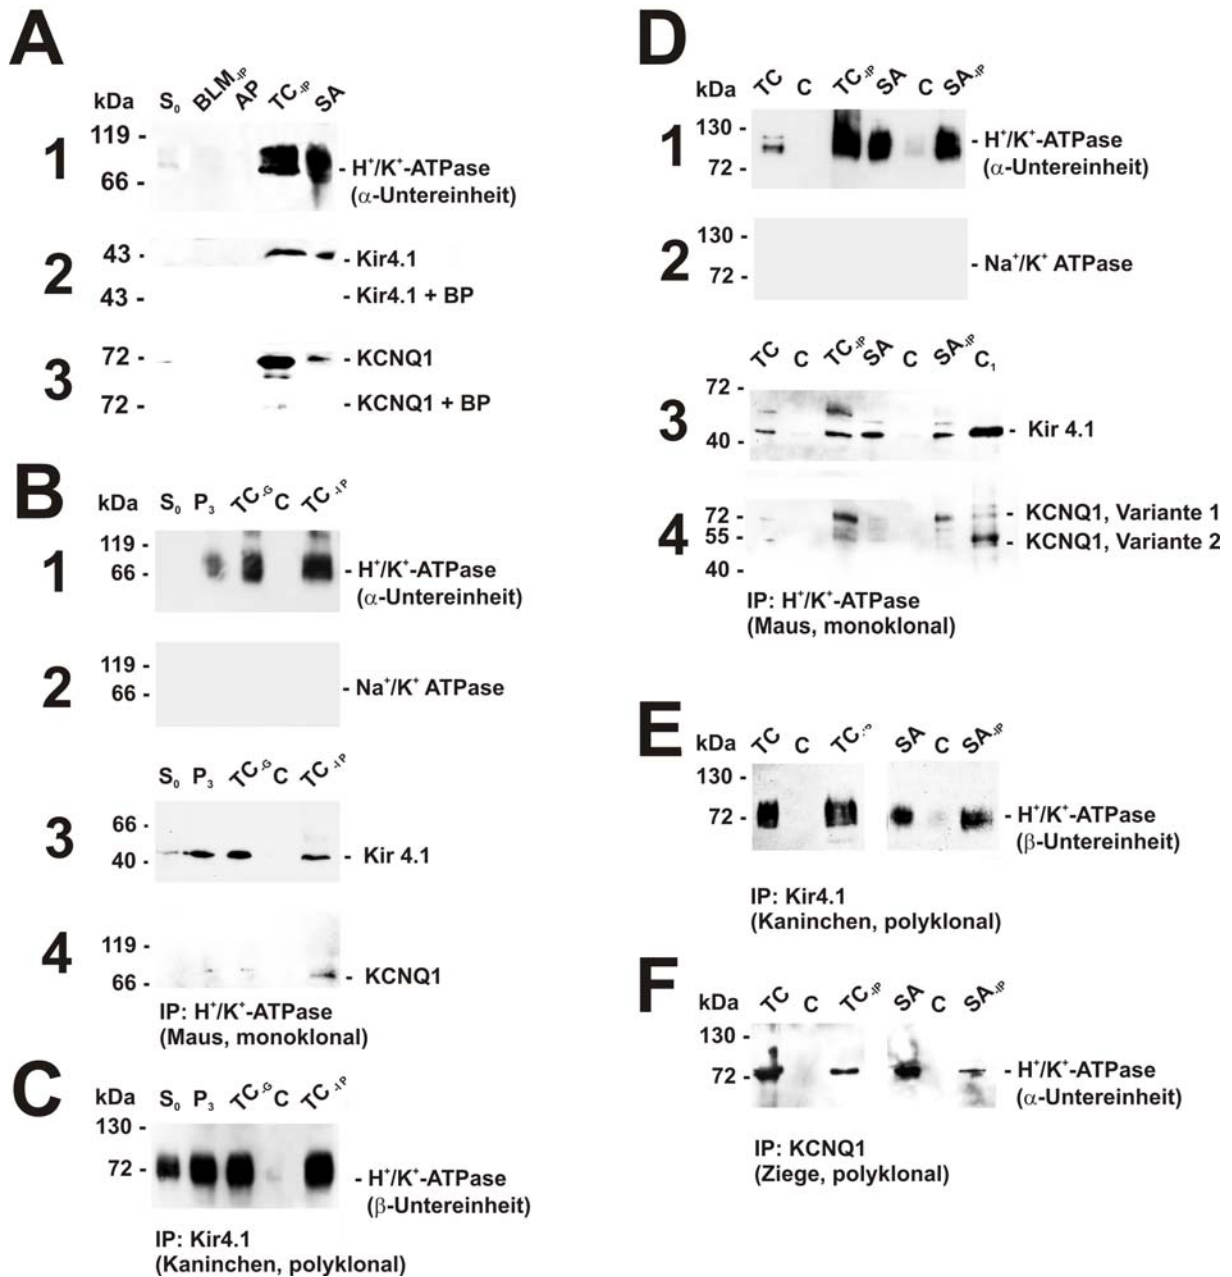 A
kDa S₀ BLM-IP AP TC-IP SA
1
119 -
66 -
- H⁺/K⁺-ATPase
(α-Untereinheit)
2
43 -
- Kir4.1
43 -
- Kir4.1 + BP
3
72 -
- KCNQ1
72 -
- KCNQ1 + BP
B
kDa S₀ P₃ TC-G C TC-IP
1
119 -
66 -
- H⁺/K⁺-ATPase
(α-Untereinheit)
2
119 -
66 -
- Na⁺/K⁺ ATPase
S₀ P₃ TC-G C TC-IP
3
66 -
40 -
- Kir 4.1
4
119 -
66 -
- KCNQ1
IP: H⁺/K⁺-ATPase
(Maus, monoklonal)
C
kDa S₀ P₃ TC-G C TC-IP
130 -
72 -
- H⁺/K⁺-ATPase
(β-Untereinheit)
IP: Kir4.1
(Kaninchen, polyklonal)
D
kDa TC C TC-IP SA C SA-IP
1
130 -
72 -
- H⁺/K⁺-ATPase
(α-Untereinheit)
2
130 -
72 -
- Na⁺/K⁺ ATPase
TC C TC-IP SA C SA-IP C₁
3
72 -
40 -
- Kir 4.1
4
72 -
55 -
40 -
- KCNQ1, Variante 1
- KCNQ1, Variante 2
IP: H⁺/K⁺-ATPase
(Maus, monoklonal)
E
kDa TC C TC SA C SA-IP
130 -
72 -
- H⁺/K⁺-ATPase
(β-Untereinheit)
IP: Kir4.1
(Kaninchen, polyklonal)
F
kDa TC C TC-IP SA C SA-IP
130 -
72 -
- H⁺/K⁺-ATPase
(α-Untereinheit)
IP: KCNQ1
(Ziege, polyklonal)